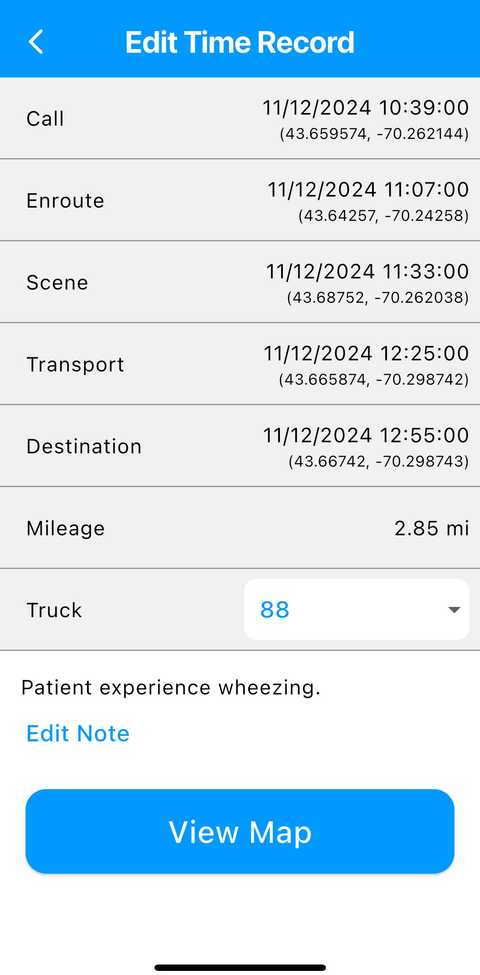 Edit Time Record
Call
11/12/2024 10:39:00
(43.659574, -70.262144)
Enroute
11/12/2024 11:07:00
(43.64257, -70.24258)
Scene
11/12/2024 11:33:00
(43.68752, -70.262038)
Transport
11/12/2024 12:25:00
(43.665874, -70.298742)
Destination
11/12/2024 12:55:00
(43.66742, -70.298743)
Mileage
2.85 mi
Truck
88
Patient experience wheezing.
Edit Note
View Map